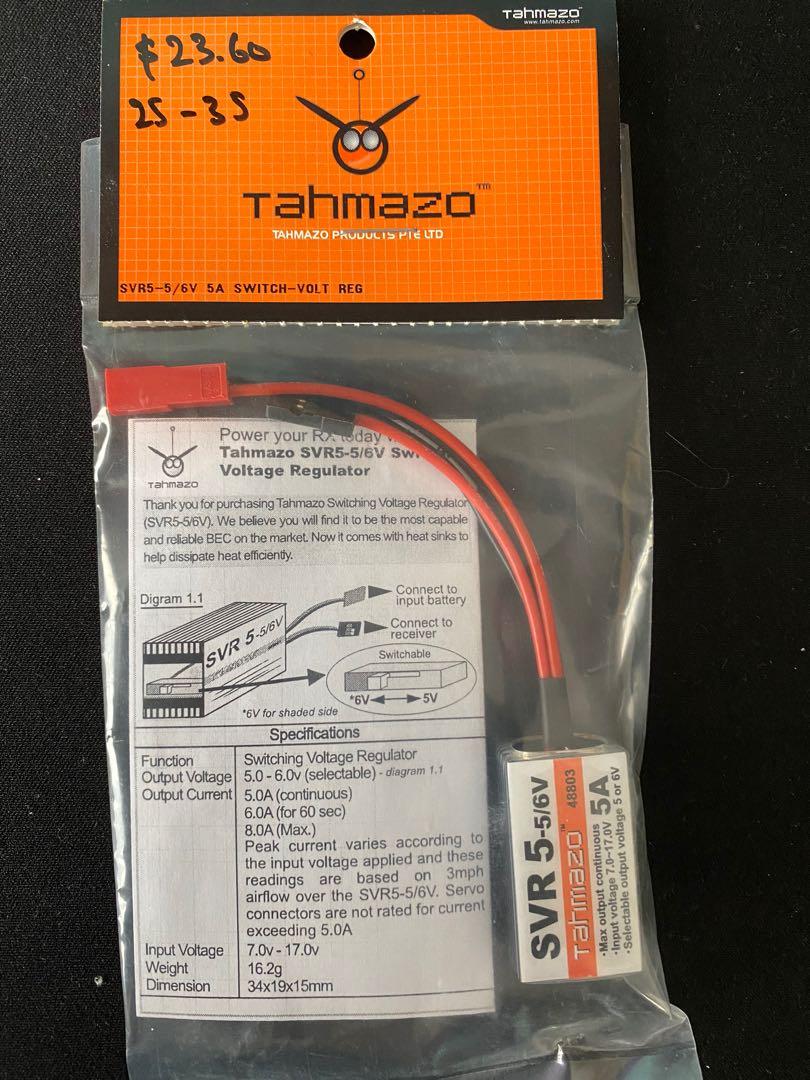 Tahmazo
www.tahmazo.com
$23.60
2S-3S
Tahmazo™
TAHMAZO PRODUCTS PTE LTD
SVR5-5/6V 5A SWITCH-VOLT REG
Power your RX today
Tahmazo SVR5-5/6V
Voltage Regulator
Tahmazo
Thank you for purchasing Tahmazo Switching Voltage Regulator
(SVR5-5/6V). We believe you will find it to be the most capable
and reliable BEC on the market. Now it comes with heat sinks to
help dissipate heat efficiently.
Digram 1.1
Connect to
input battery
Connect to
receiver
SVR 5-5/6V
Switchable
*6V
5V
*6V for shaded side
Specifications
Function Switching Voltage Regulator
Output Voltage 5.0 - 6.0v (selectable) - diagram 1.1
Output Current 5.0A (continuous)
6.0A (for 60 sec)
8.0A (Max.)
Peak current varies according to
the input voltage applied and these
readings are based on 3mph
airflow over the SVR5-5/6V. Servo
connectors are not rated for current
exceeding 5.0A
Input Voltage 7.0v - 17.0v
Weight 16.2g
Dimension 34x19x15mm
SVR 5-5/6V
Tahmazo™ 48803
·Max output continuous 5A
·Input voltage 7.0~17.0V
·Selectable output voltage 5 or 6V